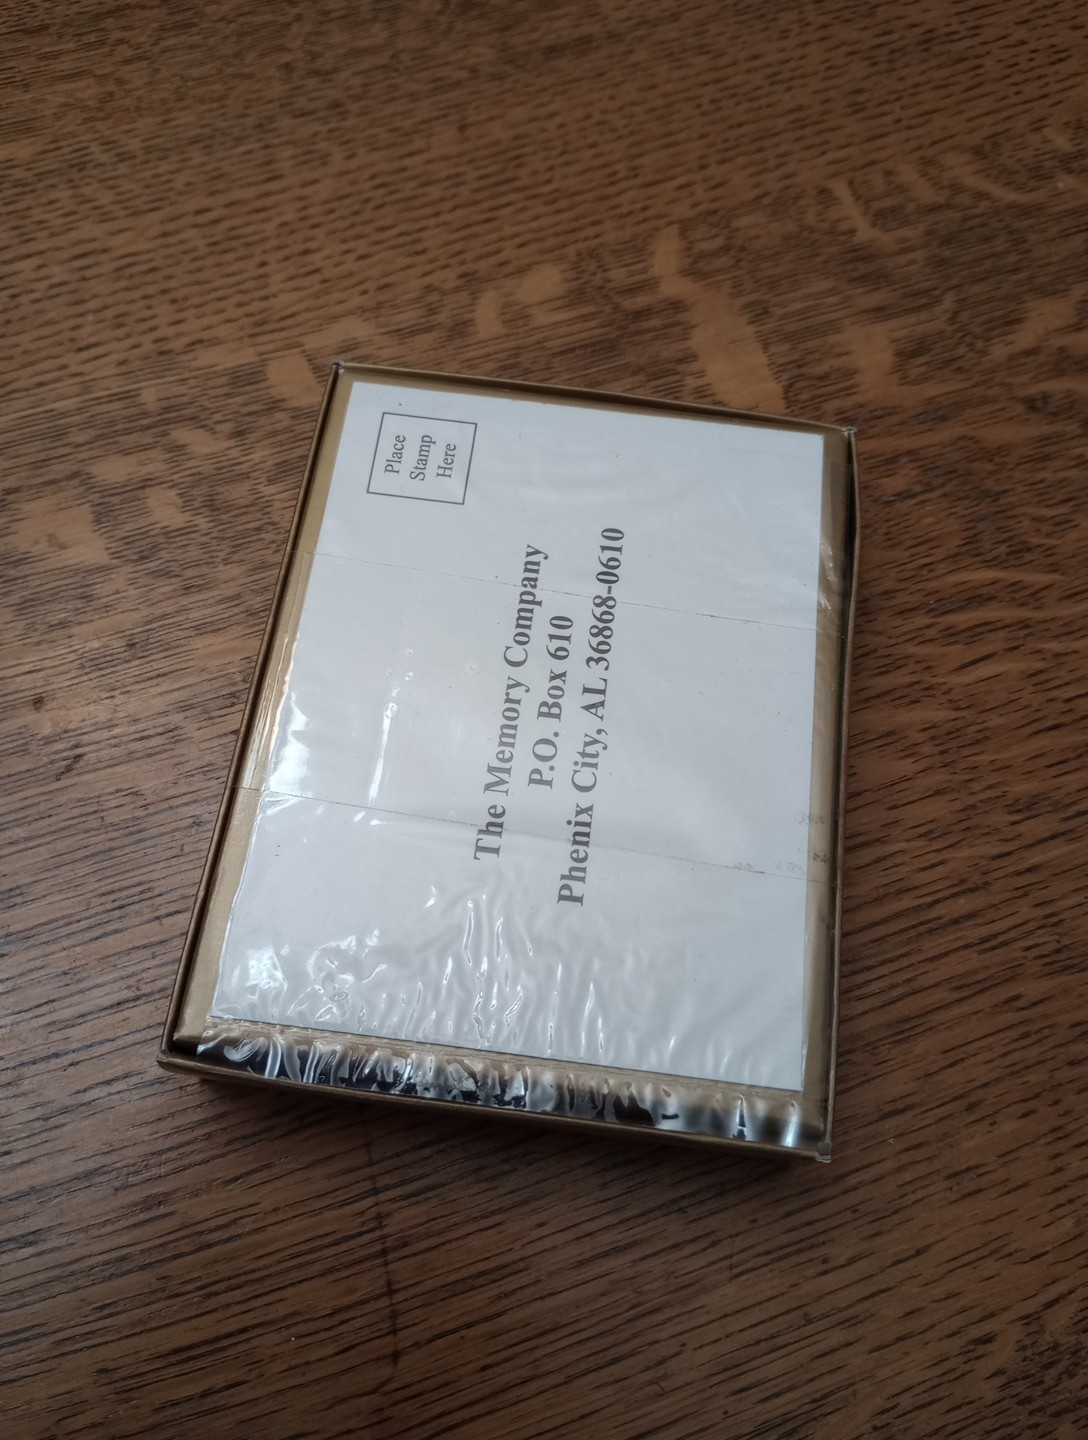 Place
Stamp
Here
The Memory Company
P.O. Box 610
Phenix City, AL 36868-0610